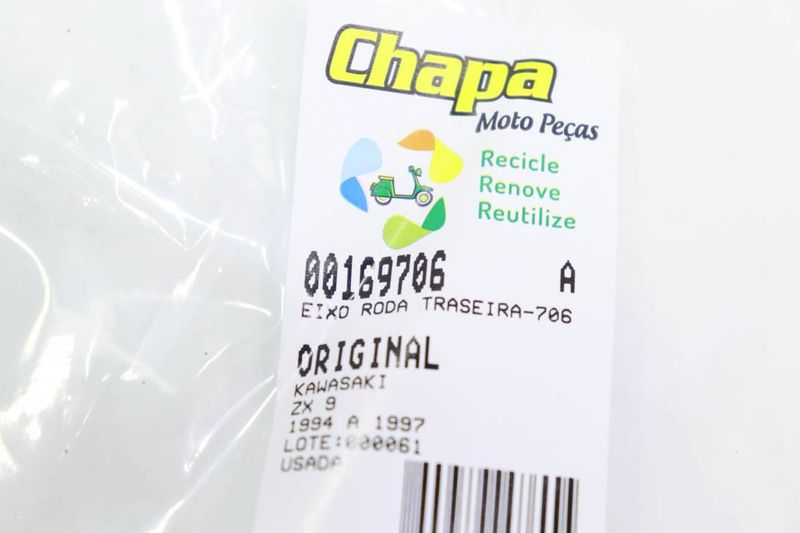 Chapa
Moto Peças
Recicle
Renove
Reutilize
00169706 A
EIXO RODA TRASEIRA-706
ORIGINAL
KAWASAKI
ZX 9
1994 A 1997
LOTE:000061
USADA